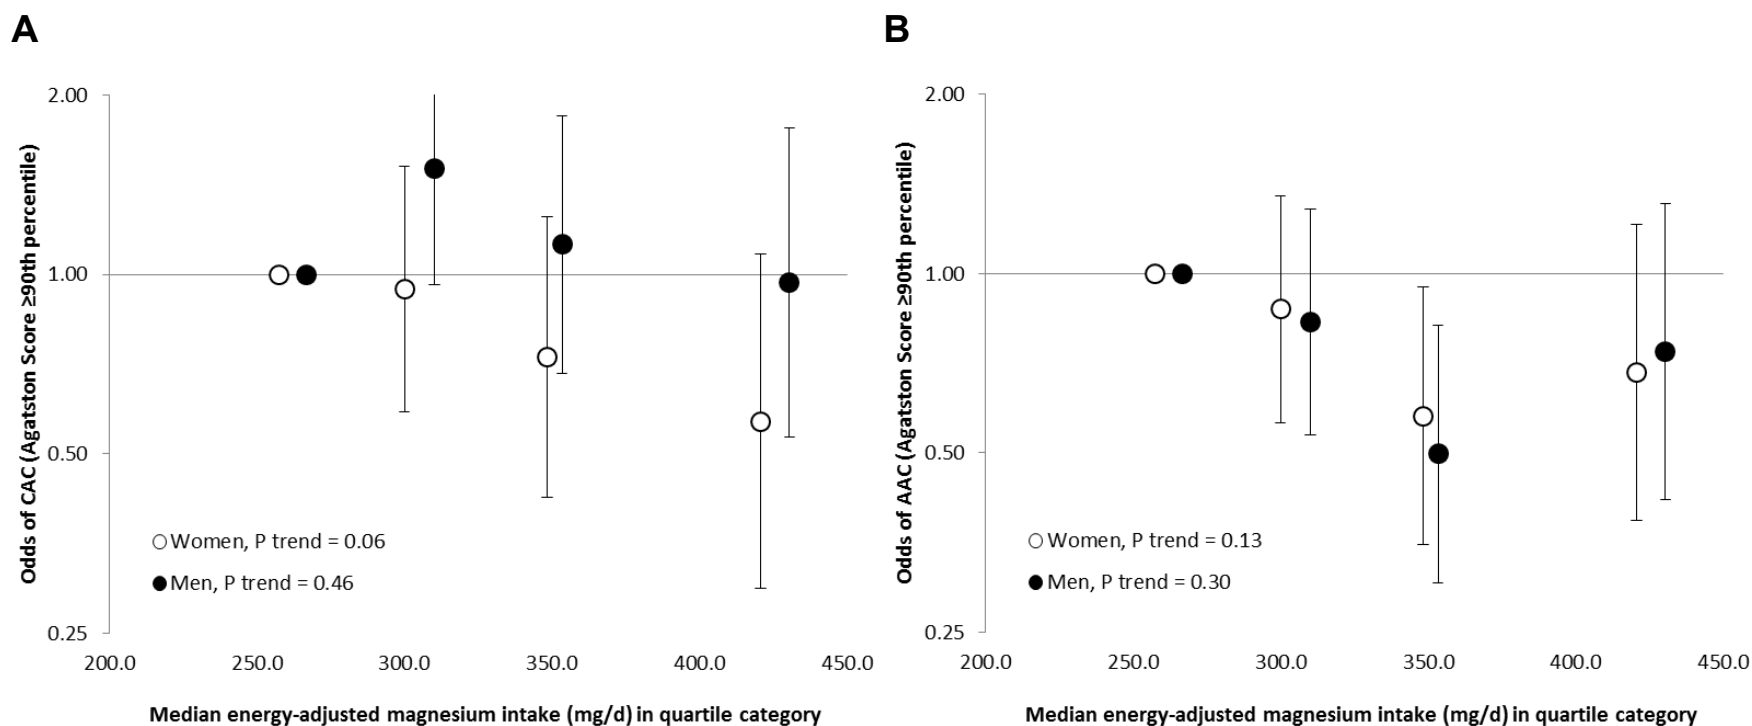 A
Odds of CAC (Agatston Score ≥90th percentile)
2.00
1.00
0.50
0.25
Women, P trend = 0.06
Men, P trend = 0.46
200.0 250.0 300.0 350.0 400.0 450.0
Median energy-adjusted magnesium intake (mg/d) in quartile category
B
Odds of AAC (Agatston Score ≥90th percentile)
2.00
1.00
0.50
0.25
Women, P trend = 0.13
Men, P trend = 0.30
200.0 250.0 300.0 350.0 400.0 450.0
Median energy-adjusted magnesium intake (mg/d) in quartile category